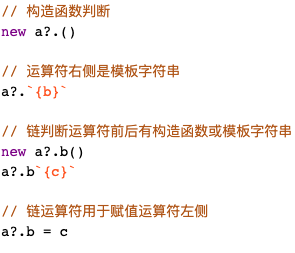 // 构造函数判断
new a?.()
// 运算符右侧是模板字符串
a?.`{b}`
// 链判断运算符前后有构造函数或模板字符串
new a?.b()
a?.b`{c}`
// 链运算符用于赋值运算符左侧
a?.b = c